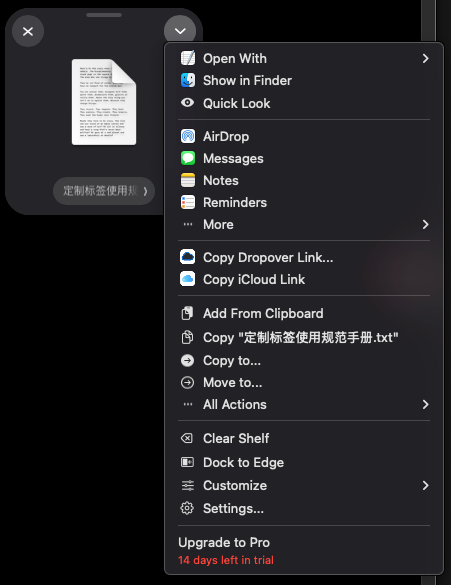 定制标签使用规
Open With
Show in Finder
Quick Look
AirDrop
Messages
Notes
Reminders
More
Copy Dropover Link...
Copy iCloud Link
Add From Clipboard
Copy "定制标签使用规范手册.txt"
Copy to...
Move to...
All Actions
Clear Shelf
Dock to Edge
Customize
Settings...
Upgrade to Pro
14 days left in trial